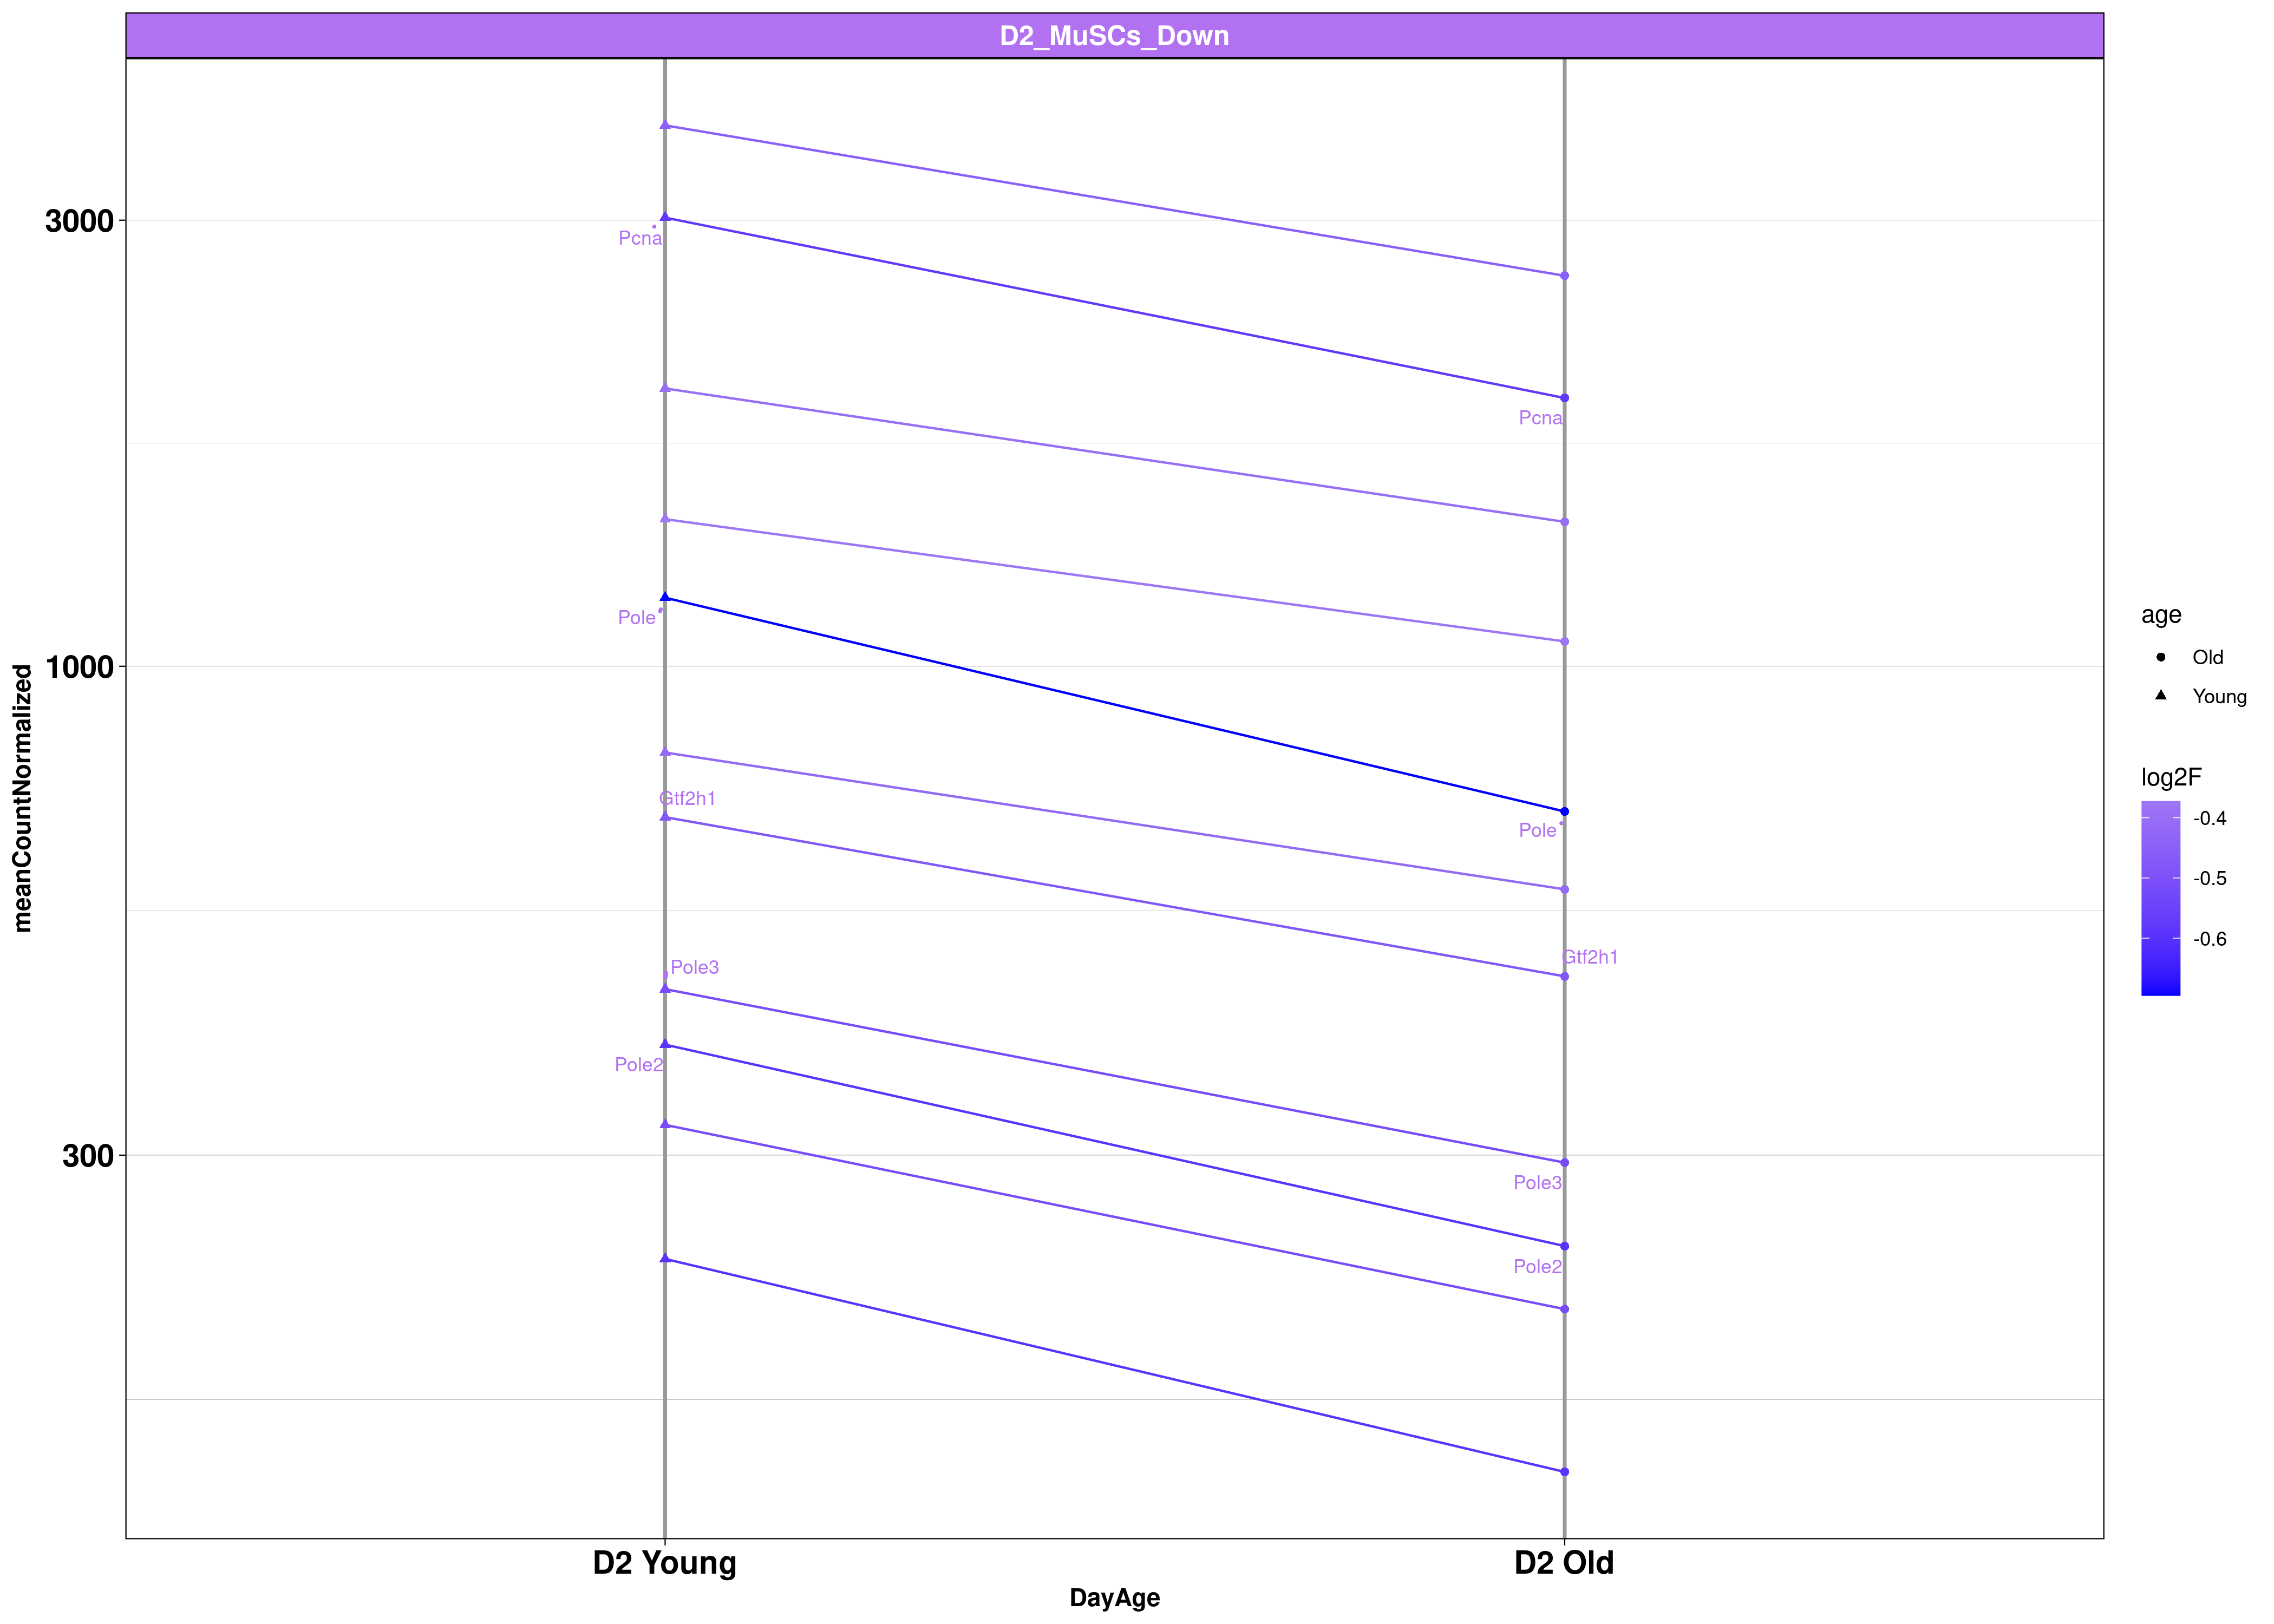 D2_MuSCs_Down
3000
Pcna
Pcna
Pole
1000
Gtf2h1
Pole
Gtf2h1
Pole3
Pole2
300
Pole3
Pole2
meanCountNormalized
D2 Young
D2 Old
DayAge
age
Old
Young
log2F
-0.4
-0.5
-0.6